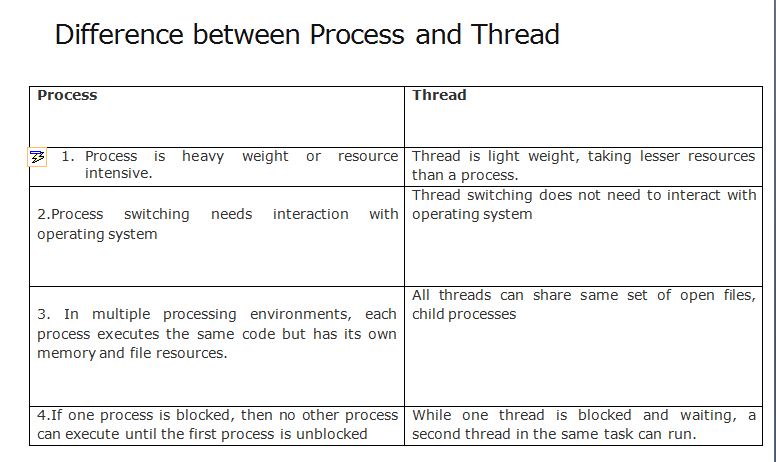 Difference between Process and Thread
Process
Thread
1. Process is heavy weight or resource
intensive.
Thread is light weight, taking lesser resources
than a process.
2.Process switching needs interaction with
operating system
Thread switching does not need to interact with
operating system
3. In multiple processing environments, each
process executes the same code but has its own
memory and file resources.
All threads can share same set of open files,
child processes
4.If one process is blocked, then no other process
can execute until the first process is unblocked
While one thread is blocked and waiting, a
second thread in the same task can run.